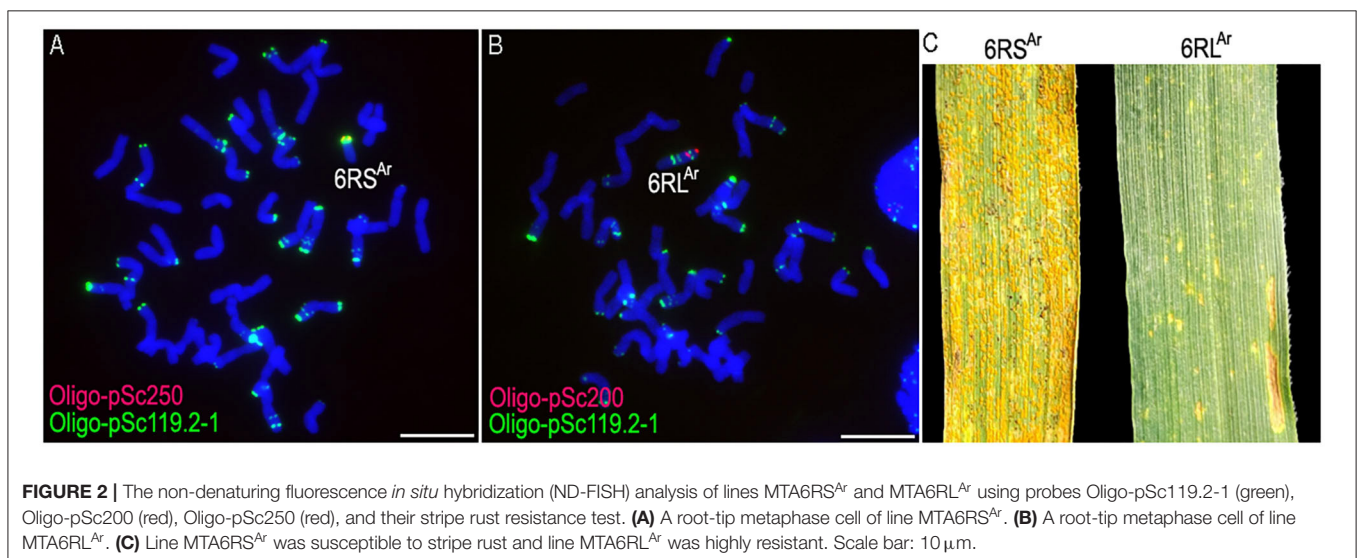 A
6RS^Ar
Oligo-pSc250
Oligo-pSc119.2-1
B
6RL^Ar
Oligo-pSc200
Oligo-pSc119.2-1
C
6RS^Ar
6RL^Ar
FIGURE 2 | The non-denaturing fluorescence in situ hybridization (ND-FISH) analysis of lines MTA6RS^Ar and MTA6RL^Ar using probes Oligo-pSc119.2-1 (green),
Oligo-pSc200 (red), Oligo-pSc250 (red), and their stripe rust resistance test. (A) A root-tip metaphase cell of line MTA6RS^Ar. (B) A root-tip metaphase cell of line
MTA6RL^Ar. (C) Line MTA6RS^Ar was susceptible to stripe rust and line MTA6RL^Ar was highly resistant. Scale bar: 10 μm.